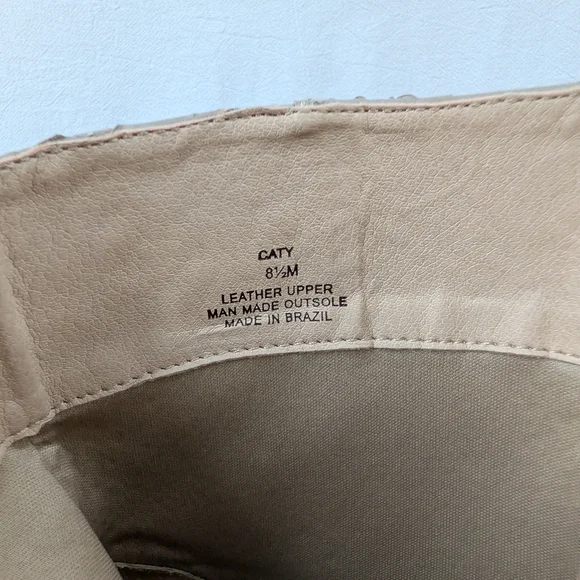 CATY
8½M
LEATHER UPPER
MAN MADE OUTSOLE
MADE IN BRAZIL